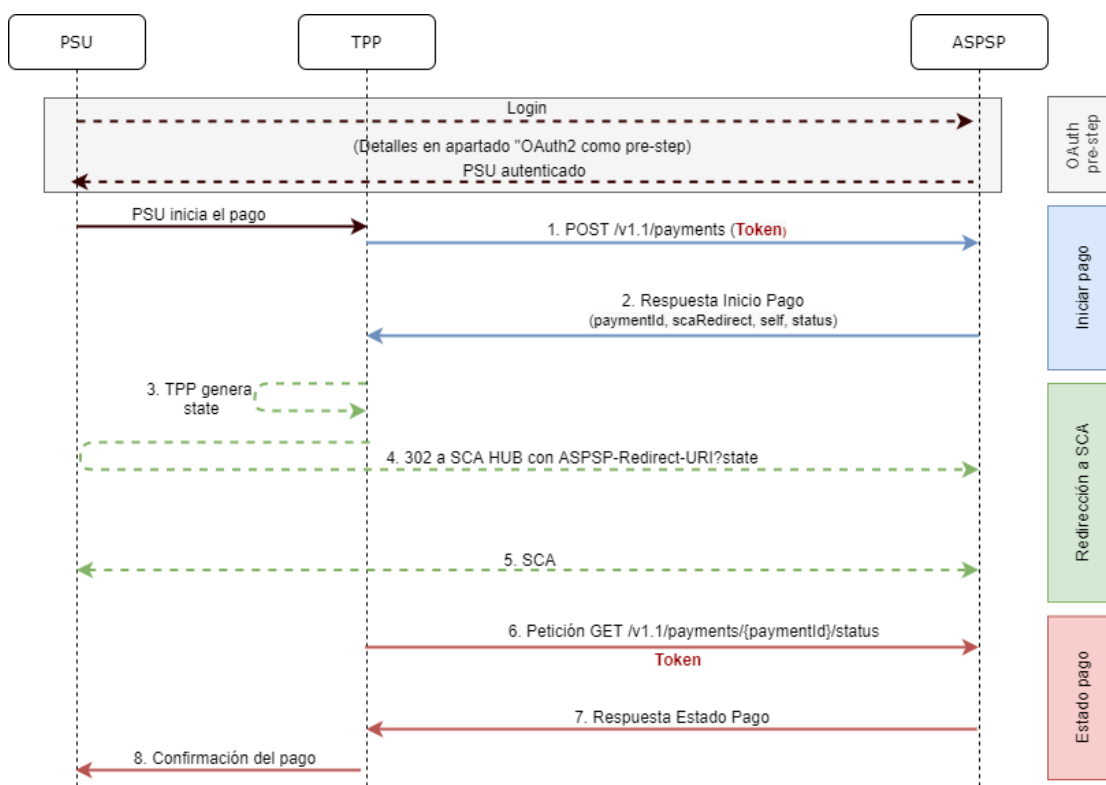 PSU
TPP
ASPSP
Login
(Detalles en apartado "OAuth2 como pre-step)
PSU autenticado
OAuth
pre-step
PSU inicia el pago
1. POST /v1.1/payments (Token)
2. Respuesta Inicio Pago
(paymentId, scaRedirect, self, status)
Iniciar pago
3. TPP genera
state
4. 302 a SCA HUB con ASPSP-Redirect-URI?state
5. SCA
Redirección a SCA
6. Petición GET /v1.1/payments/{paymentId}/status
Token
7. Respuesta Estado Pago
8. Confirmación del pago
Estado pago